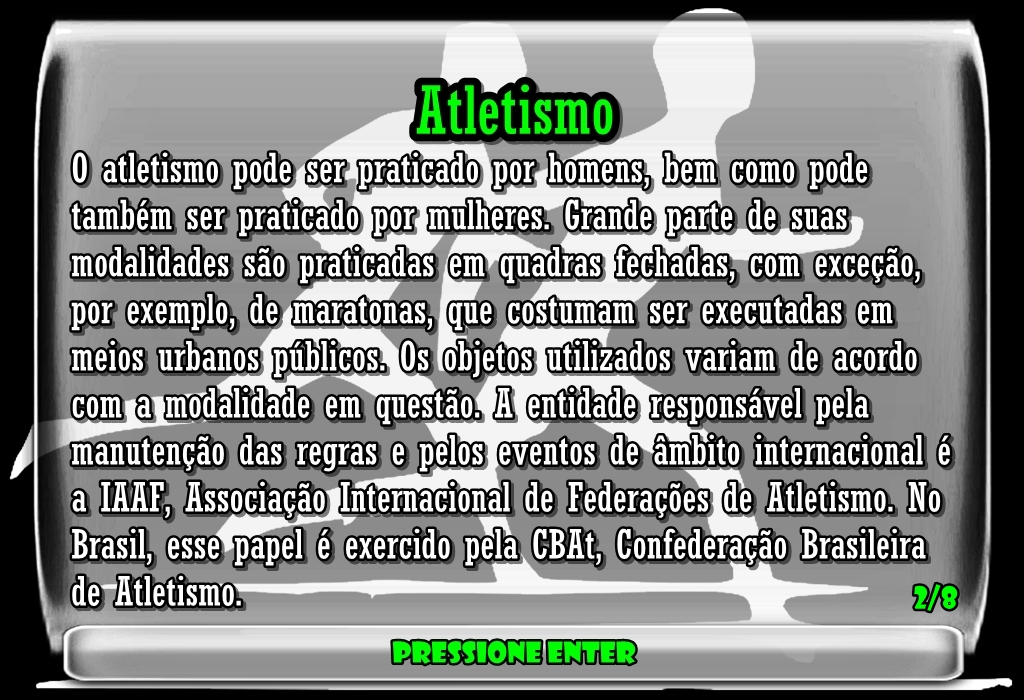 Atletismo
O atletismo pode ser praticado por homens, bem como pode
também ser praticado por mulheres. Grande parte de suas
modalidades são praticadas em quadras fechadas, com exceção,
por exemplo, de maratonas, que costumam ser executadas em
meios urbanos públicos. Os objetos utilizados variam de acordo
com a modalidade em questão. A entidade responsável pela
manutenção das regras e pelos eventos de âmbito internacional é
a IAAF, Associação Internacional de Federações de Atletismo. No
Brasil, esse papel é exercido pela CBAt, Confederação Brasileira
de Atletismo.
2/8
PRESSIONE ENTER